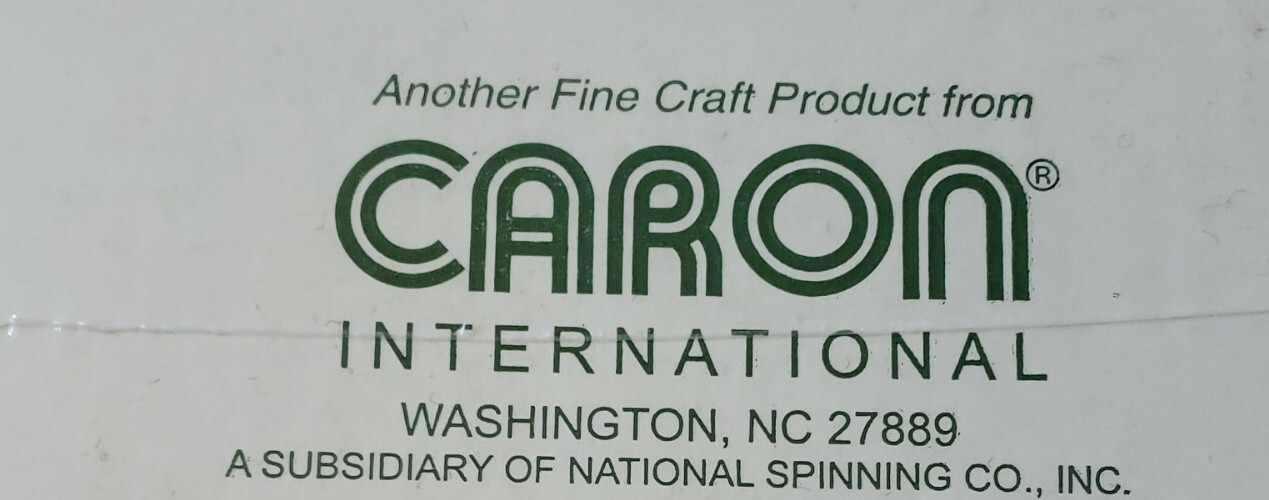 Another Fine Craft Product from
CARON®
INTERNATIONAL
WASHINGTON, NC 27889
A SUBSIDIARY OF NATIONAL SPINNING CO., INC.